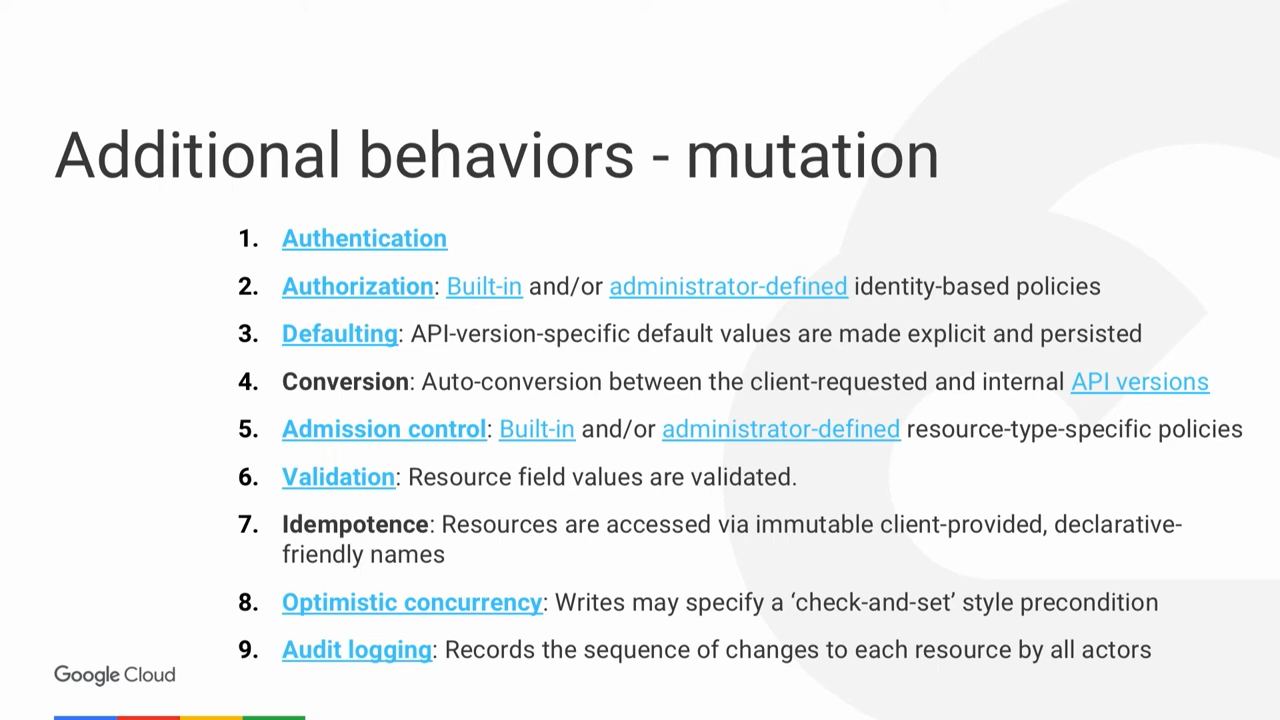 Additional behaviors - mutation
1. Authentication
2. Authorization: Built-in and/or administrator-defined identity-based policies
3. Defaulting: API-version-specific default values are made explicit and persisted
4. Conversion: Auto-conversion between the client-requested and internal API versions
5. Admission control: Built-in and/or administrator-defined resource-type-specific policies
6. Validation: Resource field values are validated.
7. Idempotence: Resources are accessed via immutable client-provided, declarative-
friendly names
8. Optimistic concurrency: Writes may specify a ‘check-and-set’ style precondition
9. Audit logging: Records the sequence of changes to each resource by all actors
Google Cloud